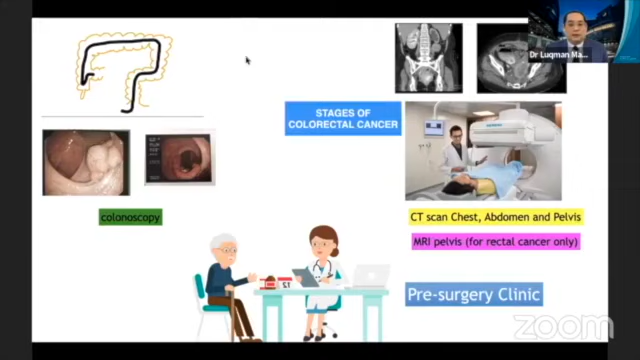 Dr Luqman Ma...
STAGES OF
COLORECTAL CANCER
colonoscopy
CT scan Chest, Abdomen and Pelvis
MRI pelvis (for rectal cancer only)
Pre-surgery Clinic
zoom